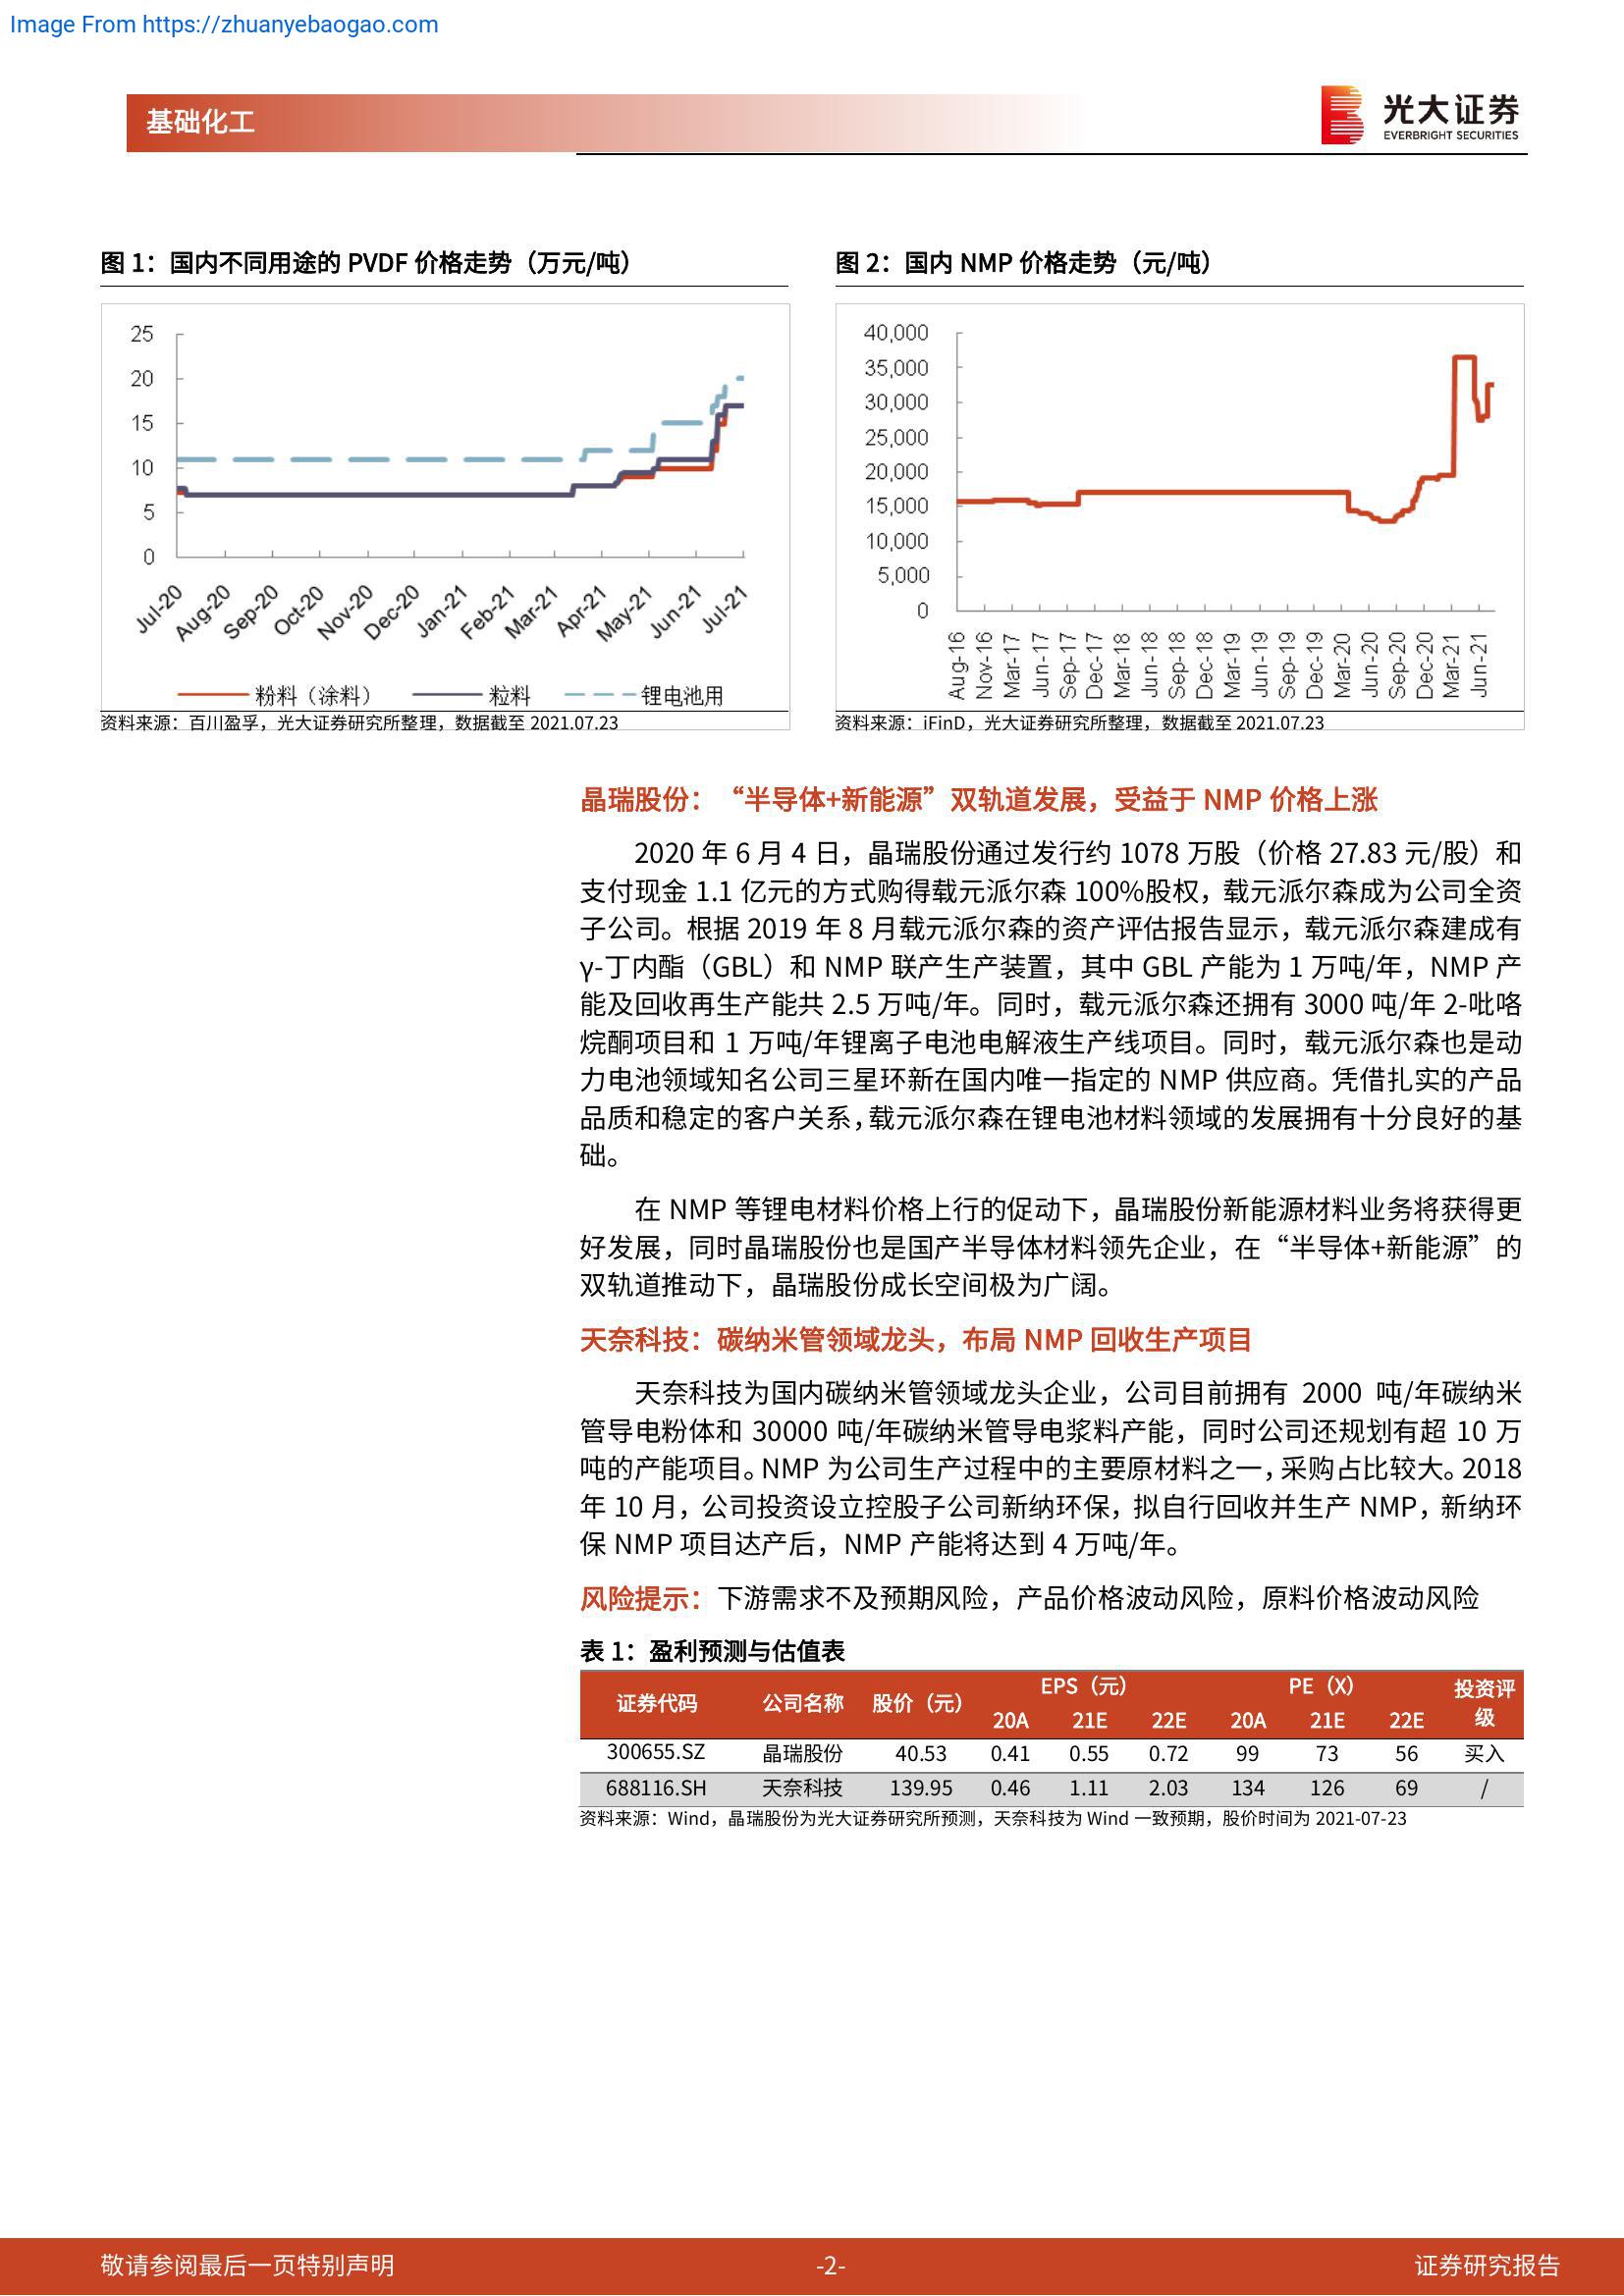 Image From https://zhuanyebaogao.com
基础化工
光大证券
EVERBRIGHT SECURITIES
图 1：国内不同用途的 PVDF 价格走势（万元/吨）
25
20
15
10
5
0
Jul-20 Aug-20 Sep-20 Oct-20 Nov-20 Dec-20 Jan-21 Feb-21 Mar-21 Apr-21 May-21 Jun-21 Jul-21
粉料（涂料） 粒料 锂电池用
资料来源：百川盈孚，光大证券研究所整理，数据截至 2021.07.23
图 2：国内 NMP 价格走势（元/吨）
40,000
35,000
30,000
25,000
20,000
15,000
10,000
5,000
0
Aug-16 Nov-16 Mar-17 Jun-17 Sep-17 Dec-17 Mar-18 Jun-18 Sep-18 Dec-18 Mar-19 Jun-19 Sep-19 Dec-19 Mar-20 Jun-20 Sep-20 Dec-20 Mar-21 Jun-21
资料来源：iFinD，光大证券研究所整理，数据截至 2021.07.23
晶瑞股份：“半导体+新能源”双轨道发展，受益于 NMP 价格上涨
2020 年 6 月 4 日，晶瑞股份通过发行约 1078 万股（价格 27.83 元/股）和
支付现金 1.1 亿元的方式购得载元派尔森 100%股权，载元派尔森成为公司全资
子公司。根据 2019 年 8 月载元派尔森的资产评估报告显示，载元派尔森建成有
γ-丁内酯（GBL）和 NMP 联产生产装置，其中 GBL 产能为 1 万吨/年，NMP 产
能及回收再生产能共 2.5 万吨/年。同时，载元派尔森还拥有 3000 吨/年 2-吡咯
烷酮项目和 1 万吨/年锂离子电池电解液生产线项目。同时，载元派尔森也是动
力电池领域知名公司三星环新在国内唯一指定的 NMP 供应商。凭借扎实的产品
品质和稳定的客户关系，载元派尔森在锂电池材料领域的发展拥有十分良好的基
础。
在 NMP 等锂电材料价格上行的促动下，晶瑞股份新能源材料业务将获得更
好发展，同时晶瑞股份也是国产半导体材料领先企业，在“半导体+新能源”的
双轨道推动下，晶瑞股份成长空间极为广阔。
天奈科技：碳纳米管领域龙头，布局 NMP 回收生产项目
天奈科技为国内碳纳米管领域龙头企业，公司目前拥有 2000 吨/年碳纳米
管导电粉体和 30000 吨/年碳纳米管导电浆料产能，同时公司还规划有超 10 万
吨的产能项目。NMP 为公司生产过程中的主要原材料之一，采购占比较大。2018
年 10 月，公司投资设立控股子公司新纳环保，拟自行回收并生产 NMP，新纳环
保 NMP 项目达产后，NMP 产能将达到 4 万吨/年。
风险提示：下游需求不及预期风险，产品价格波动风险，原料价格波动风险
表 1：盈利预测与估值表
证券代码 公司名称 股价（元） EPS（元） PE（X） 投资评级
20A 21E 22E 20A 21E 22E
300655.SZ 晶瑞股份 40.53 0.41 0.55 0.72 99 73 56 买入
688116.SH 天奈科技 139.95 0.46 1.11 2.03 134 126 69 /
资料来源：Wind，晶瑞股份为光大证券研究所预测，天奈科技为 Wind 一致预期，股价时间为 2021-07-23
敬请参阅最后一页特别声明 -2- 证券研究报告